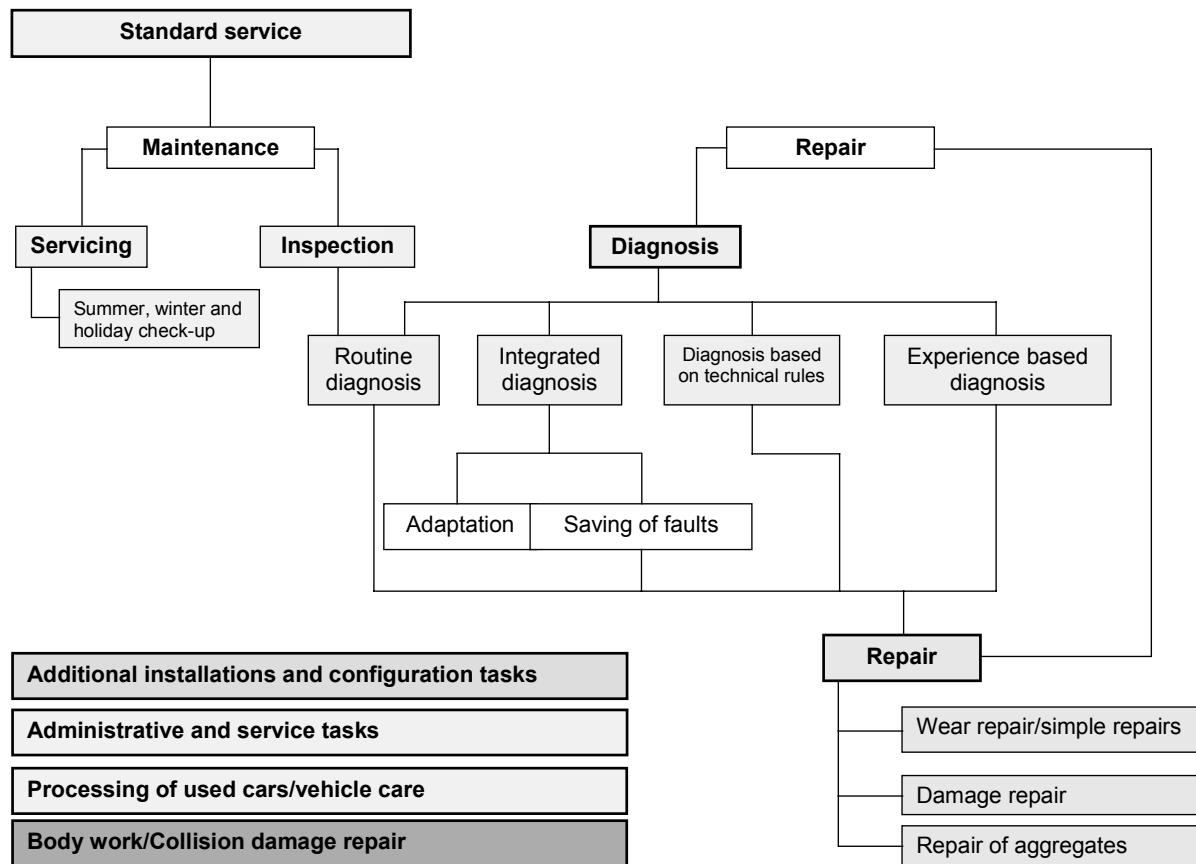 Standard service
Maintenance
Repair
Servicing
Inspection
Diagnosis
Summer, winter and
holiday check-up
Routine
diagnosis
Integrated
diagnosis
Diagnosis based
on technical rules
Experience based
diagnosis
Adaptation
Saving of faults
Repair
Additional installations and configuration tasks
Administrative and service tasks
Processing of used cars/vehicle care
Body work/Collision damage repair
Wear repair/simple repairs
Damage repair
Repair of aggregates